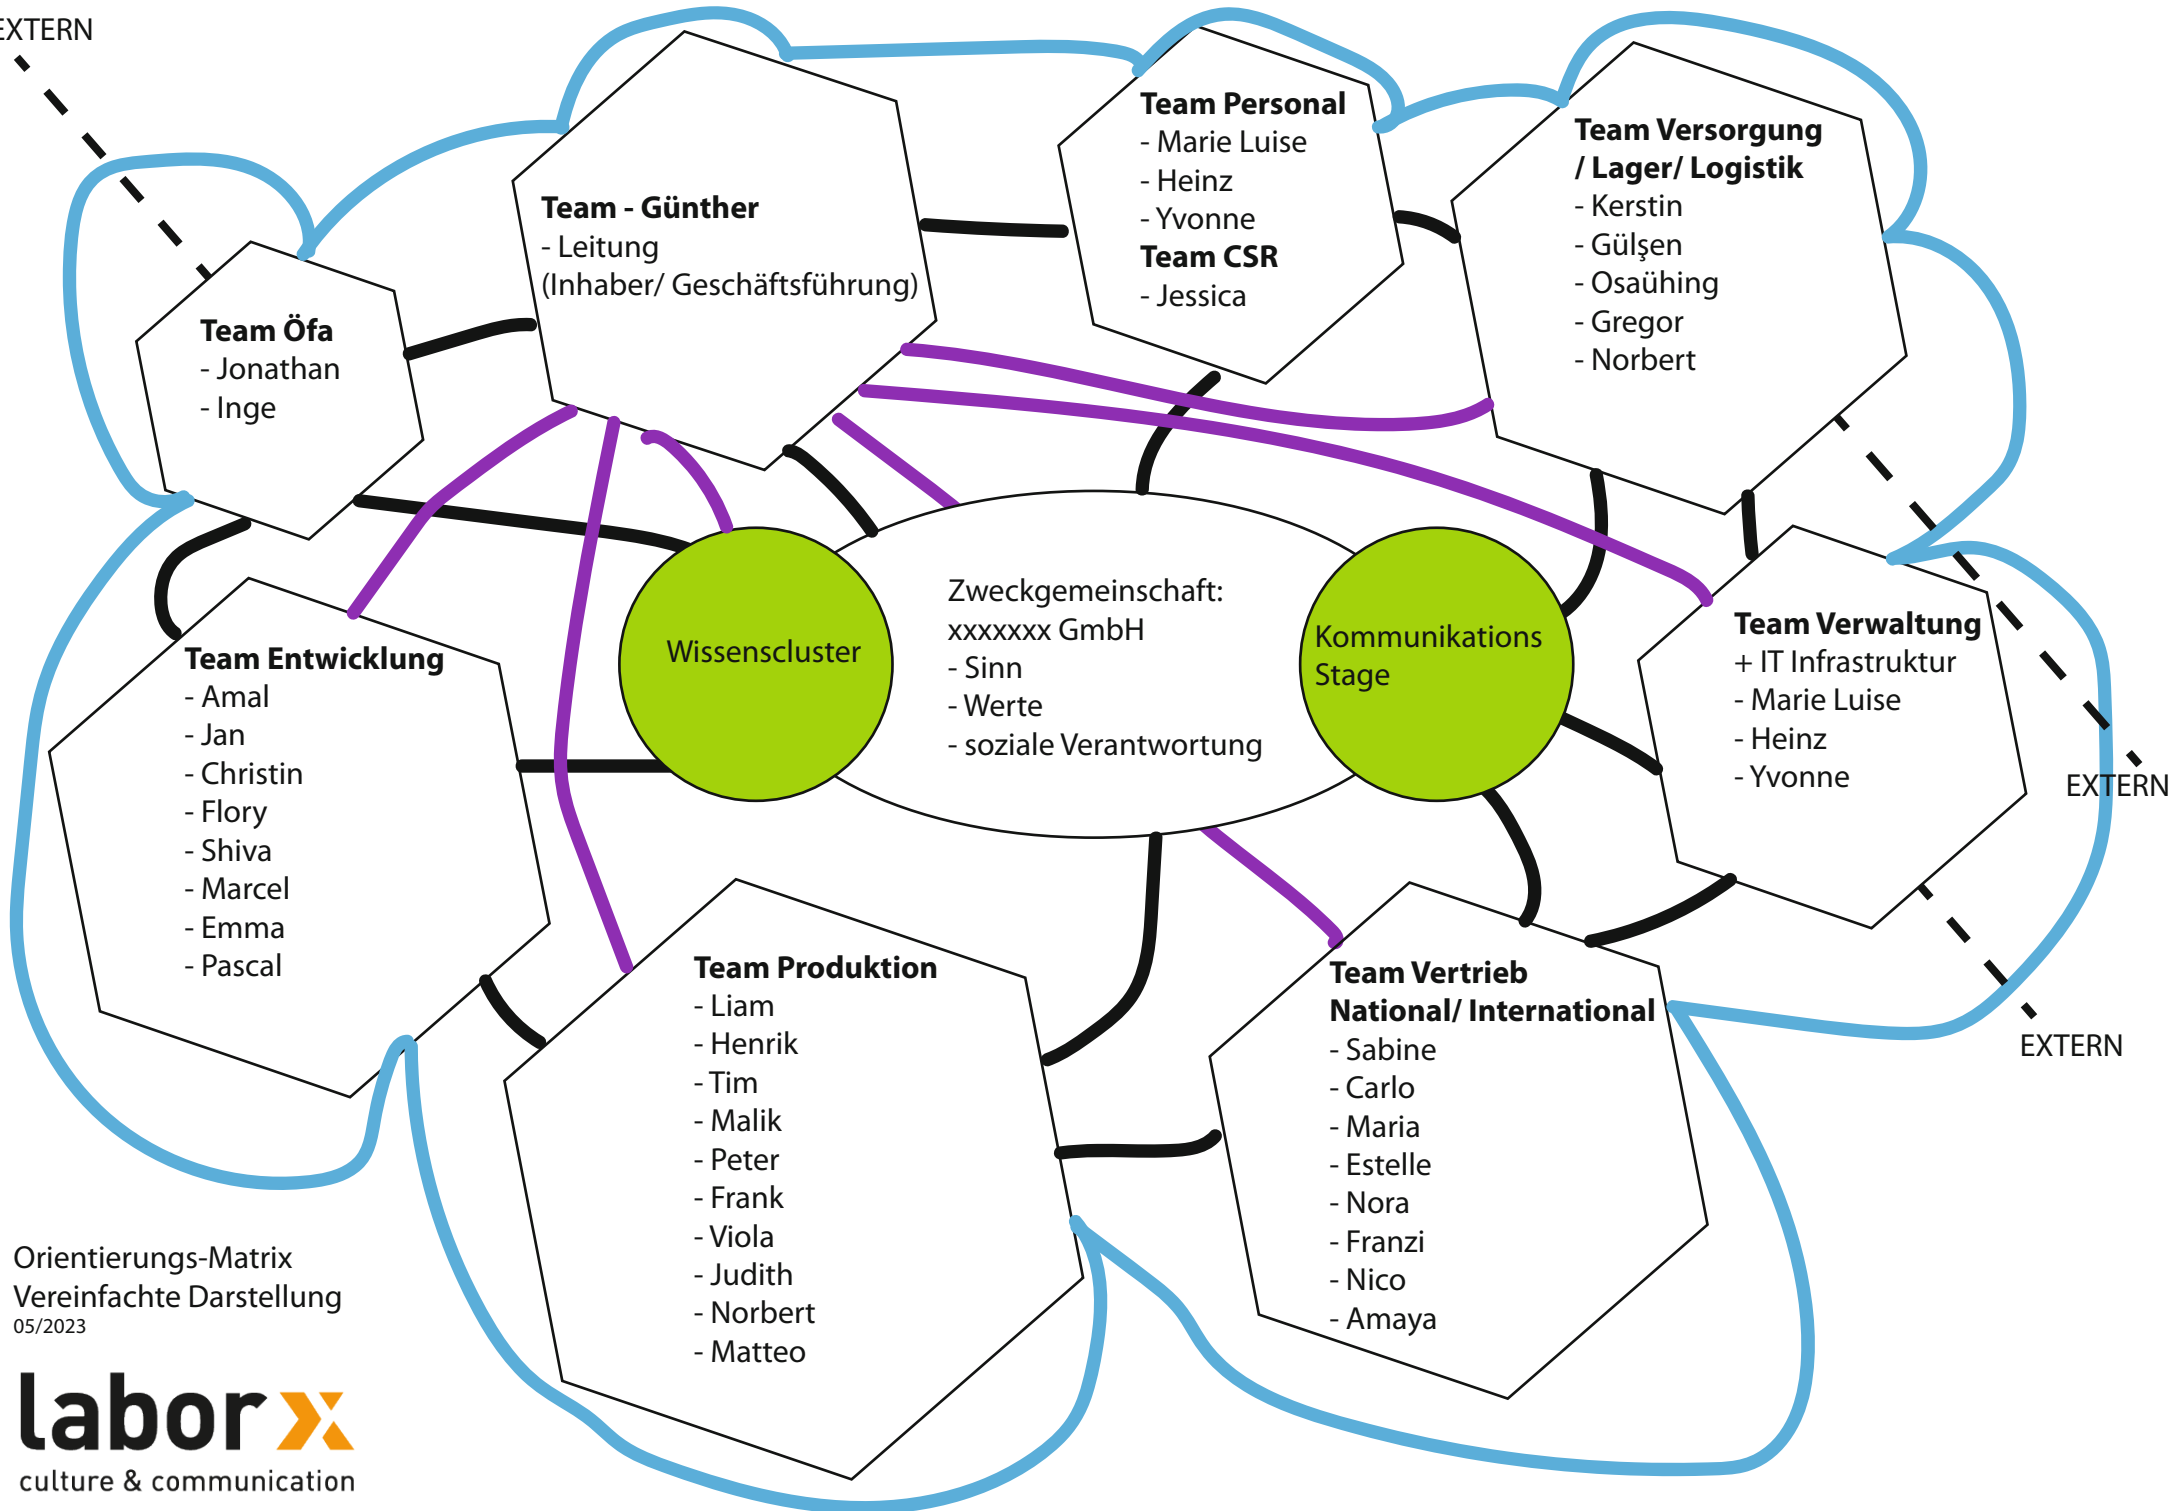 EXTERN
Team Öfa
- Jonathan
- Inge
Team - Günther
- Leitung
(Inhaber/ Geschäftsführung)
Team Personal
- Marie Luise
- Heinz
- Yvonne
Team CSR
- Jessica
Team Versorgung
/ Lager/ Logistik
- Kerstin
- Gülşen
- Osaühing
- Gregor
- Norbert
Team Entwicklung
- Amal
- Jan
- Christin
- Flory
- Shiva
- Marcel
- Emma
- Pascal
Wissenscluster
Zweckgemeinschaft:
xxxxxxx GmbH
- Sinn
- Werte
- soziale Verantwortung
Kommunikations
Stage
Team Verwaltung
+ IT Infrastruktur
- Marie Luise
- Heinz
- Yvonne
EXTERN
EXTERN
Team Produktion
- Liam
- Henrik
- Tim
- Malik
- Peter
- Frank
- Viola
- Judith
- Norbert
- Matteo
Team Vertrieb
National/ International
- Sabine
- Carlo
- Maria
- Estelle
- Nora
- Franzi
- Nico
- Amaya
Orientierungs-Matrix
Vereinfachte Darstellung
05/2023
labor x
culture & communication